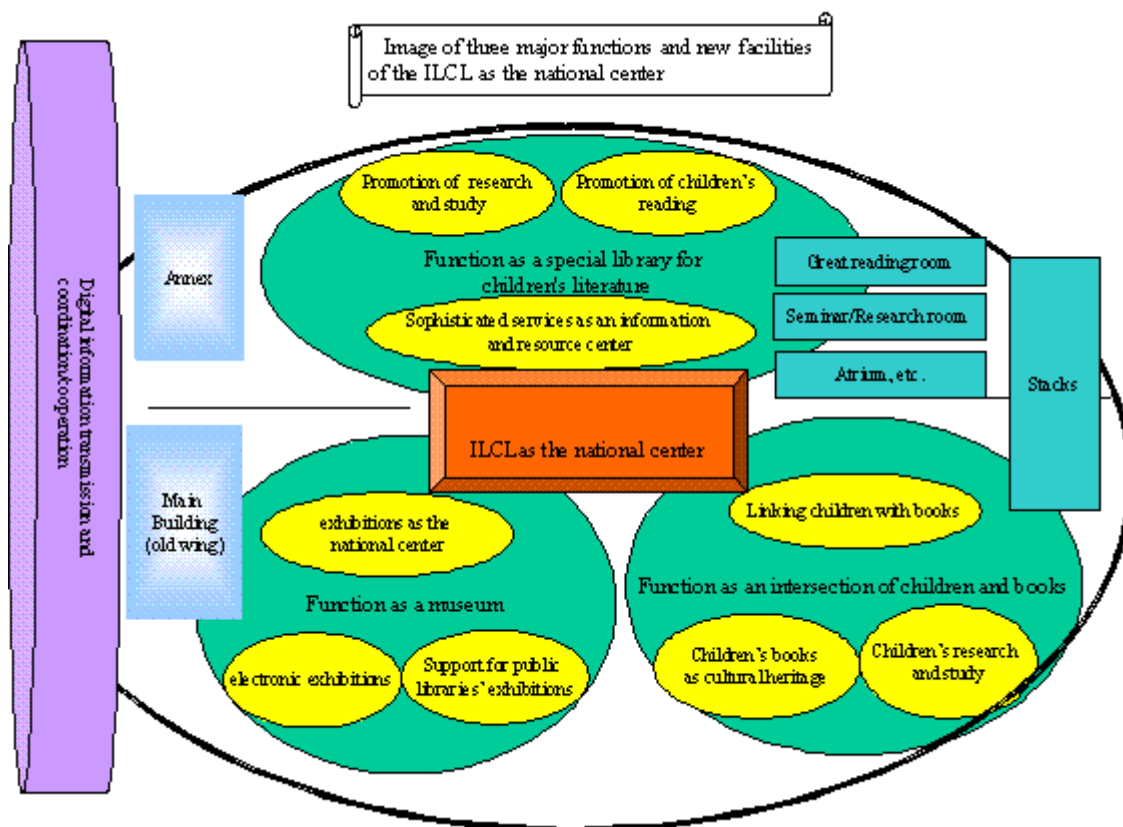 Image of three major functions and new facilities
of the ILCL as the national center
Digital information transmission and
coordination/cooperation
Annex
Promotion of research
and study
Promotion of children's
reading
Function as a special library for
children's literature
Sophisticated services as an information
and resource center
Great reading room
Seminar/Research room
Atrium, etc.
Stacks
ILCL as the national center
Main
Building
(old wing)
exhibitions as the
national center
Function as a museum
electronic exhibitions
Support for public
libraries' exhibitions
Linking children with books
Function as an intersection of children and books
Children's books
as cultural heritage
Children's research
and study